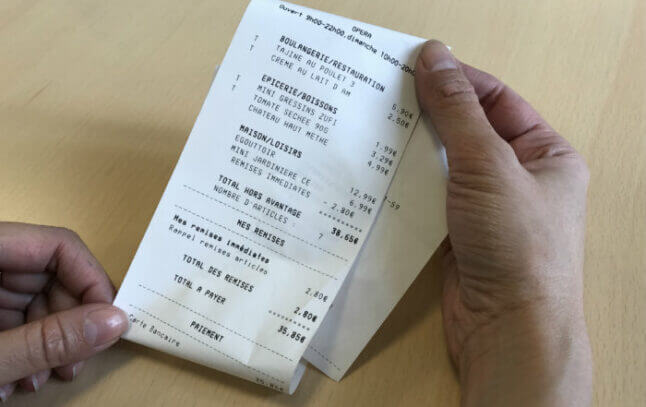 OPERA
Ouvert 9h00-22h00,dimanche 10h00-20h0
BOULANGERIE/RESTAURATION
T TAJINE AU POULET 3 5,90€
T CREME AU LAIT D AM 2,50€
EPICERIE/BOISSONS
T MINI GRESSINS ZUFI 1,99€
T TOMATE SECHEE 90G 3,29€
CHATEAU HAUT METHE 4,99€
MAISON/LOISIRS
EGOUTTOIR 12,99€
MINI JARDINIERE CE 6,99€
REMISES IMMEDIATES - 2,80€
TOTAL HORS AVANTAGE 38,65€
NOMBRE D'ARTICLES : 7
MES REMISES
Mes remises immédiates
Rappel remises articles 2,80€
TOTAL DES REMISES 2,80€
TOTAL A PAYER 35,85€
PAIEMENT
Carte Bancaire